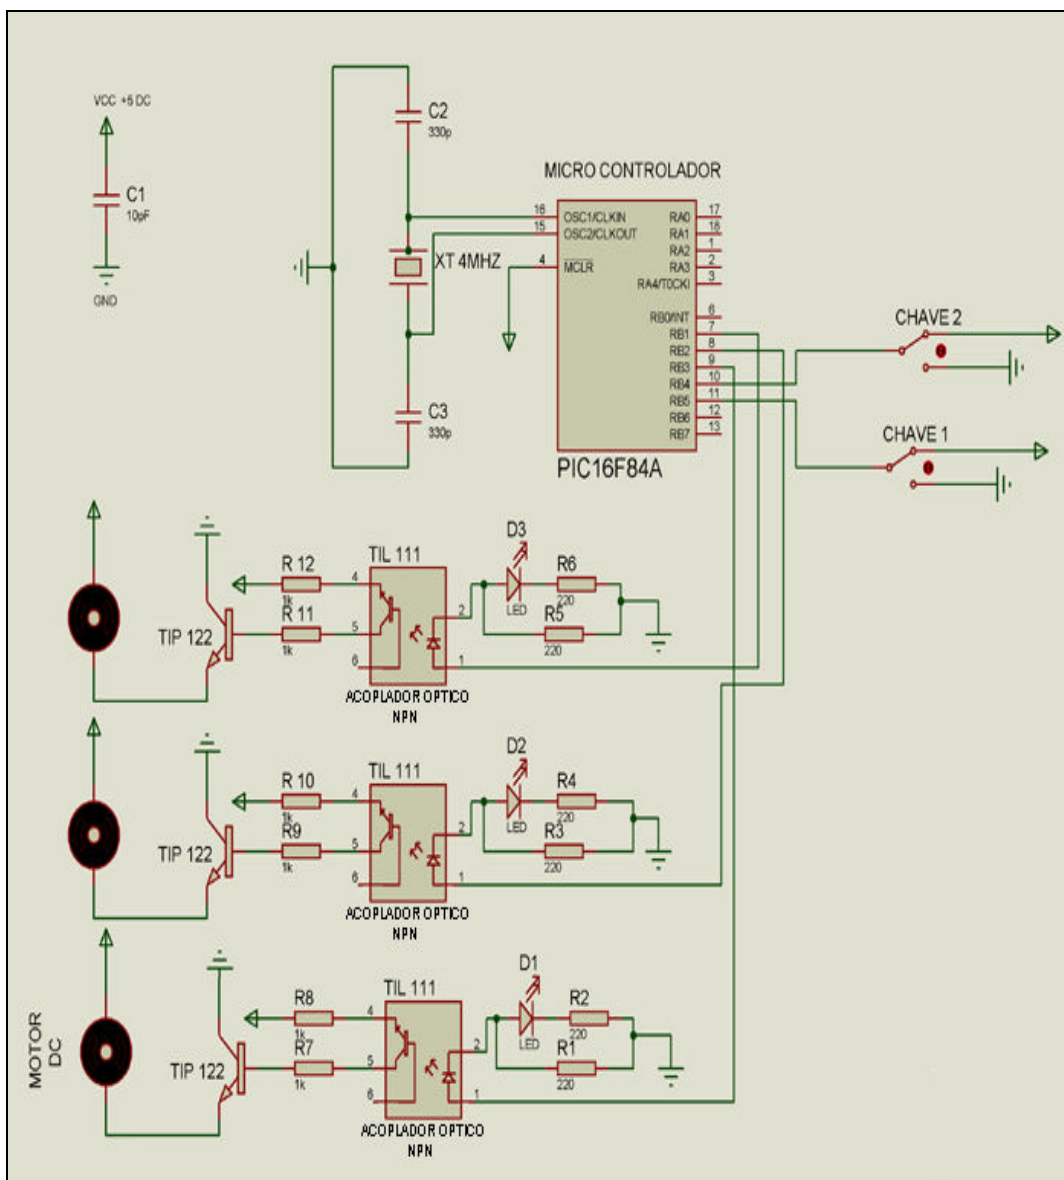 VCC +5 DC
C1
10pF
GND
C2
330p
XT 4MHZ
C3
330p
MICRO CONTROLADOR
16 OSC1/CLKIN
15 OSC2/CLKOUT
4 MCLR
RA0 17
RA1 18
RA2 1
RA3 2
RA4/T0CKI 3
RB0/INT 6
RB1 7
RB2 8
RB3 9
RB4 10
RB5 11
RB6 12
RB7 13
PIC16F84A
CHAVE 2
CHAVE 1
TIP 122
R 12
1k
R 11
1k
TIL 111
4
5
6
2
1
ACOPLADOR OPTICO
NPN
D3
LED
R6
220
R5
220
TIP 122
R 10
1k
R9
1k
TIL 111
4
5
6
2
1
ACOPLADOR OPTICO
NPN
D2
LED
R4
220
R3
220
MOTOR
DC
TIP 122
R8
1k
R7
1k
TIL 111
4
5
6
2
1
ACOPLADOR OPTICO
NPN
D1
LED
R2
220
R1
220